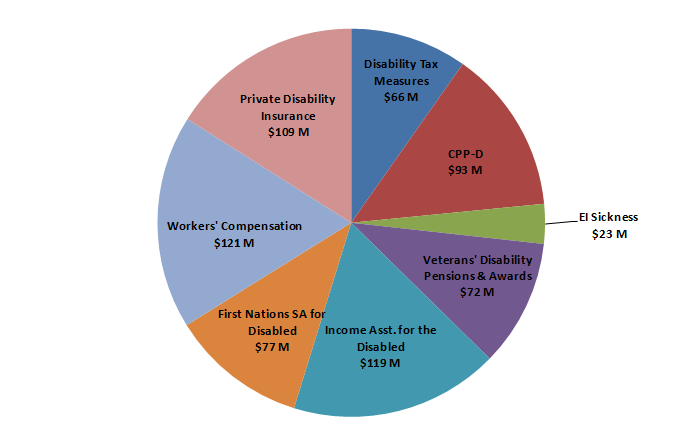 Disability Tax
Measures
$66 M
Private Disability
Insurance
$109 M
CPP-D
$93 M
EI Sickness
$23 M
Workers' Compensation
$121 M
Veterans' Disability
Pensions & Awards
$72 M
First Nations SA for
Disabled
$77 M
Income Asst. for the
Disabled
$119 M